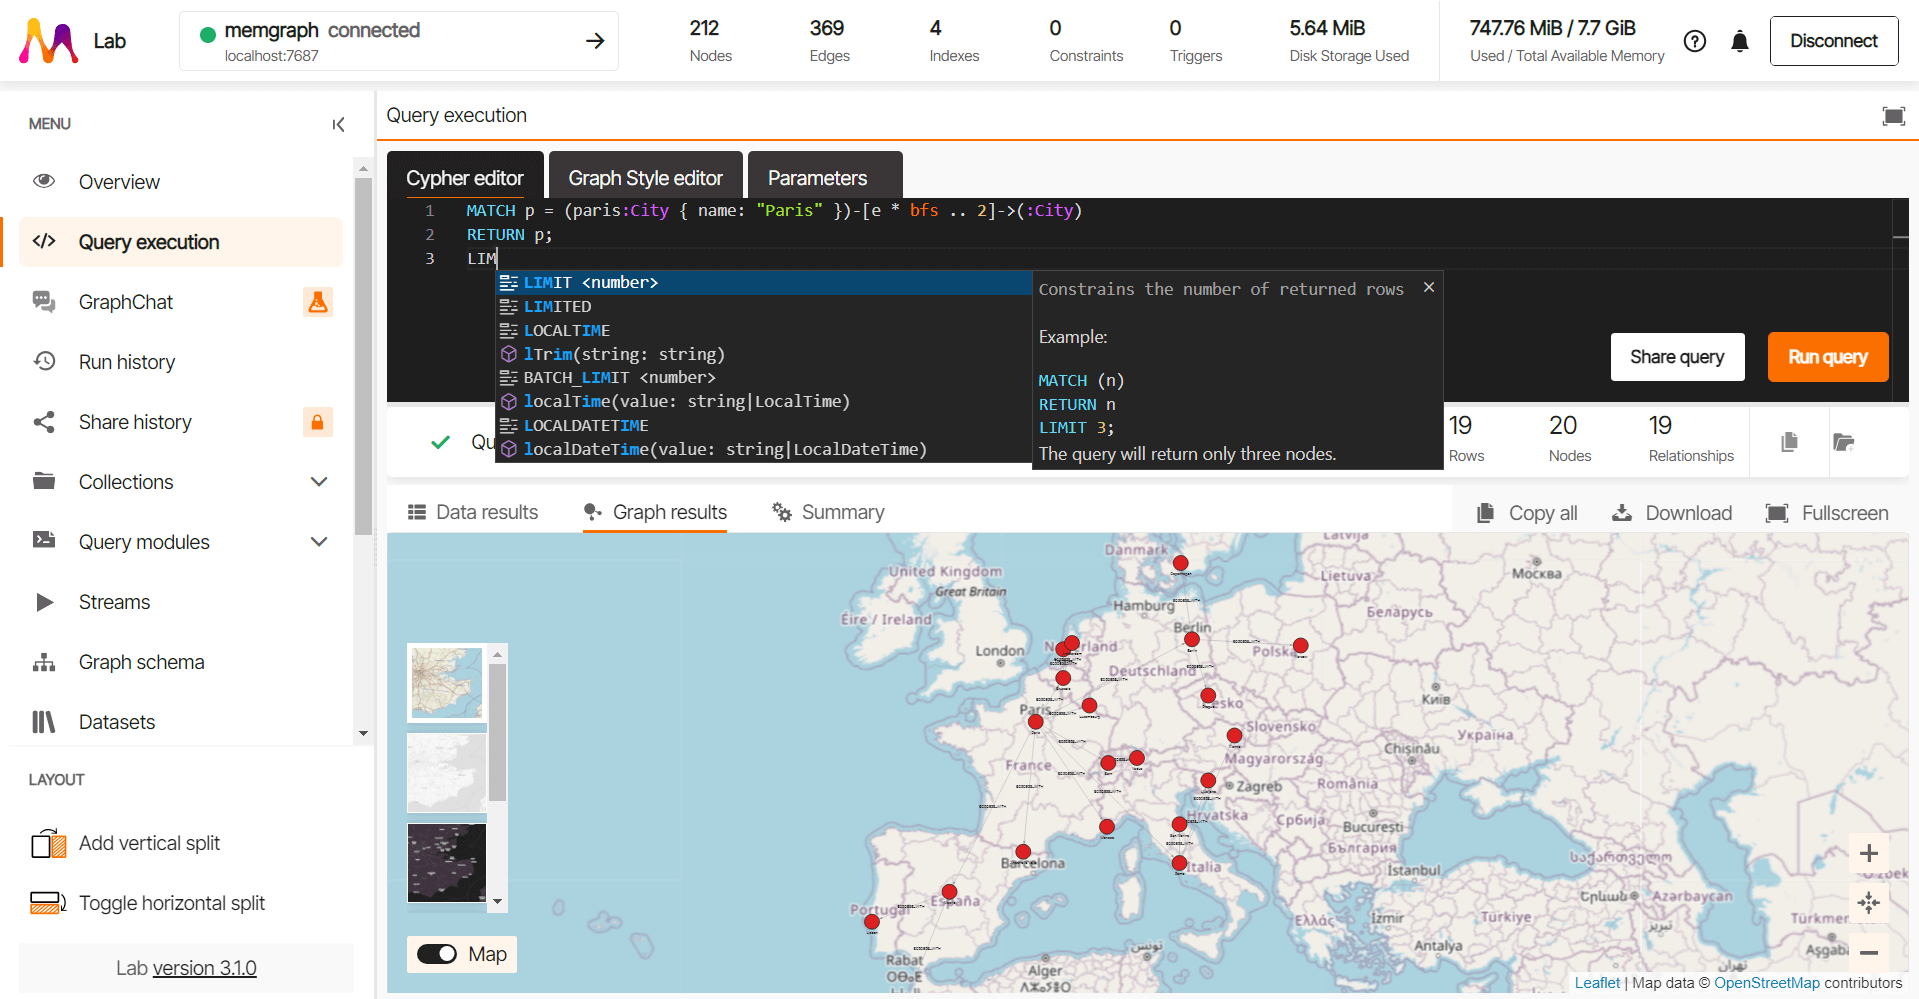 Lab
memgraph connected
localhost:7687
212
Nodes
369
Edges
4
Indexes
0
Constraints
0
Triggers
5.64 MiB
Disk Storage Used
747.76 MiB / 7.7 GiB
Used / Total Available Memory
Disconnect
MENU
Overview
Query execution
GraphChat
Run history
Share history
Collections
Query modules
Streams
Graph schema
Datasets
LAYOUT
Add vertical split
Toggle horizontal split
Lab version 3.1.0
Query execution
Cypher editor
Graph Style editor
Parameters
1 MATCH p = (paris:City { name: "Paris" })-[e * bfs .. 2]->(:City)
2 RETURN p;
3 LIM
LIMIT <number>
LIMITED
LOCALTIME
lTrim(string: string)
BATCH_LIMIT <number>
localTime(value: string|LocalTime)
LOCALDATETIME
localDateTime(value: string|LocalDateTime)
Constrains the number of returned rows
Example:
MATCH (n)
RETURN n
LIMIT 3;
The query will return only three nodes.
Share query
Run query
Qu
19
Rows
20
Nodes
19
Relationships
Data results
Graph results
Summary
Copy all
Download
Fullscreen
Danmark
Latvija
United Kingdom
Great Britain
Lietuva
Москва
Hamburg
Беларусь
Éire / Ireland
Berlin
London
Polska
Deutschland
Київ
Paris
Česko
Slovensko
Україна
Chișinău
Magyarország
France
România
Zagreb
Hrvatska
Србија
București
България
Barcelona
Italia
İstanbul
საქართველო
Azərbaycan
España
Portugal
Ελλάς
İzmir
Türkiye
Antalya
تونس
تبریز
تهران
Rabat
Alger
Map
Leaflet | Map data © OpenStreetMap contributors